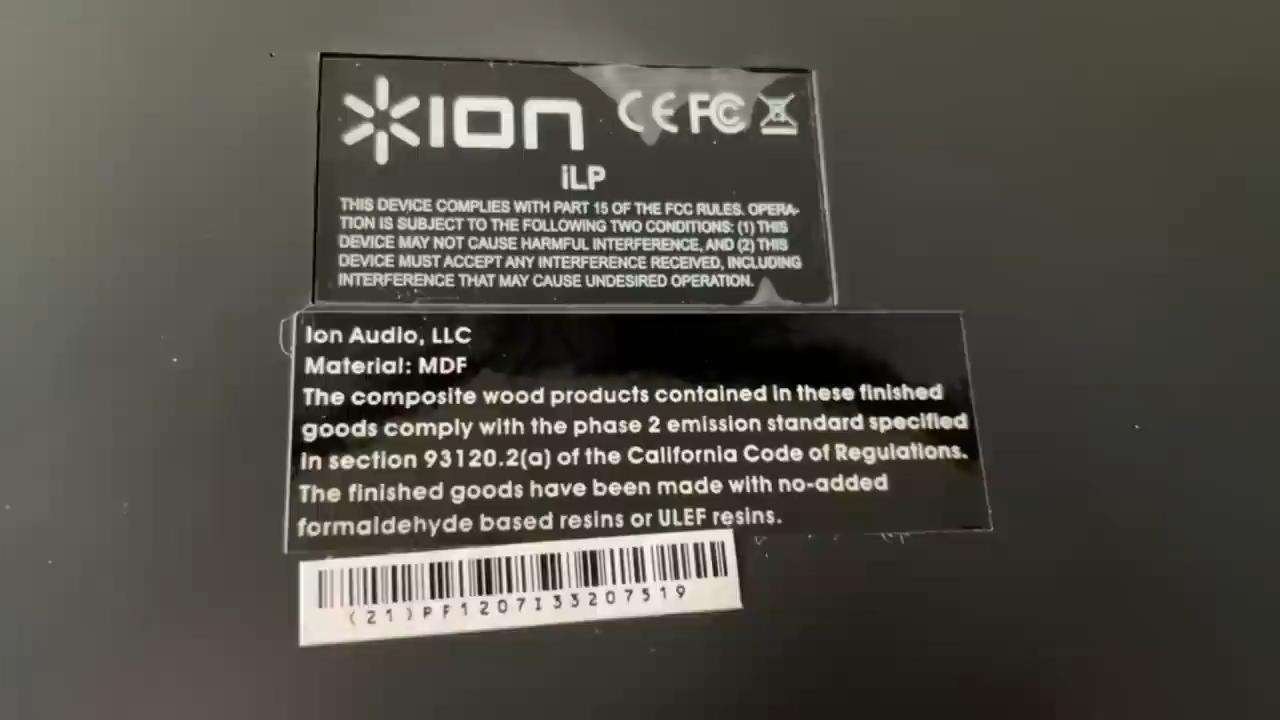 ION CE FC
iLP
THIS DEVICE COMPLIES WITH PART 15 OF THE FCC RULES. OPERA-
TION IS SUBJECT TO THE FOLLOWING TWO CONDITIONS: (1) THIS
DEVICE MAY NOT CAUSE HARMFUL INTERFERENCE, AND (2) THIS
DEVICE MUST ACCEPT ANY INTERFERENCE RECEIVED, INCLUDING
INTERFERENCE THAT MAY CAUSE UNDESIRED OPERATION.
Ion Audio, LLC
Material: MDF
The composite wood products contained in these finished
goods comply with the phase 2 emission standard specified
in section 93120.2(a) of the California Code of Regulations.
The finished goods have been made with no-added
formaldehyde based resins or ULEF resins.
(21)PF1207I33207519